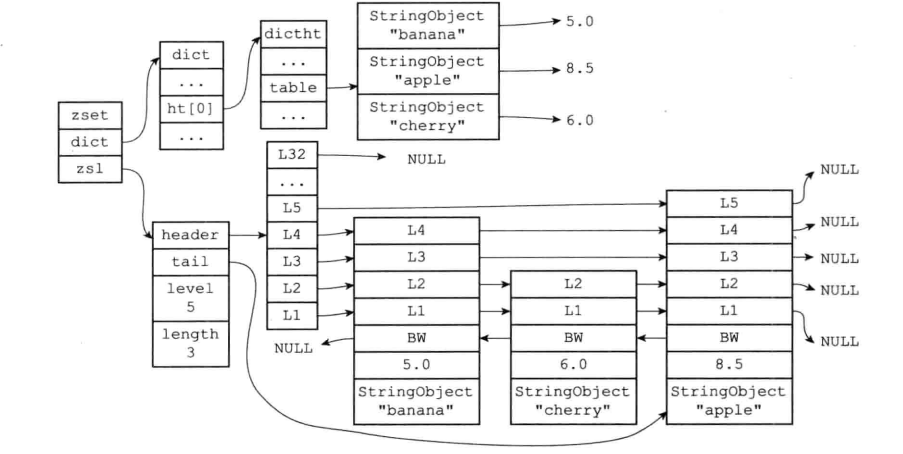 zset
dict
zsl
dict
...
ht[0]
...
dictht
...
table
...
StringObject
"banana"
5.0
StringObject
"apple"
8.5
StringObject
"cherry"
6.0
header
tail
level
5
length
3
L32
NULL
...
L5
L4
L3
L2
L1
NULL
L4
L3
L2
L1
BW
5.0
StringObject
"banana"
L2
L1
BW
6.0
StringObject
"cherry"
L5
L4
L3
L2
L1
BW
8.5
StringObject
"apple"
NULL
NULL
NULL
NULL
NULL